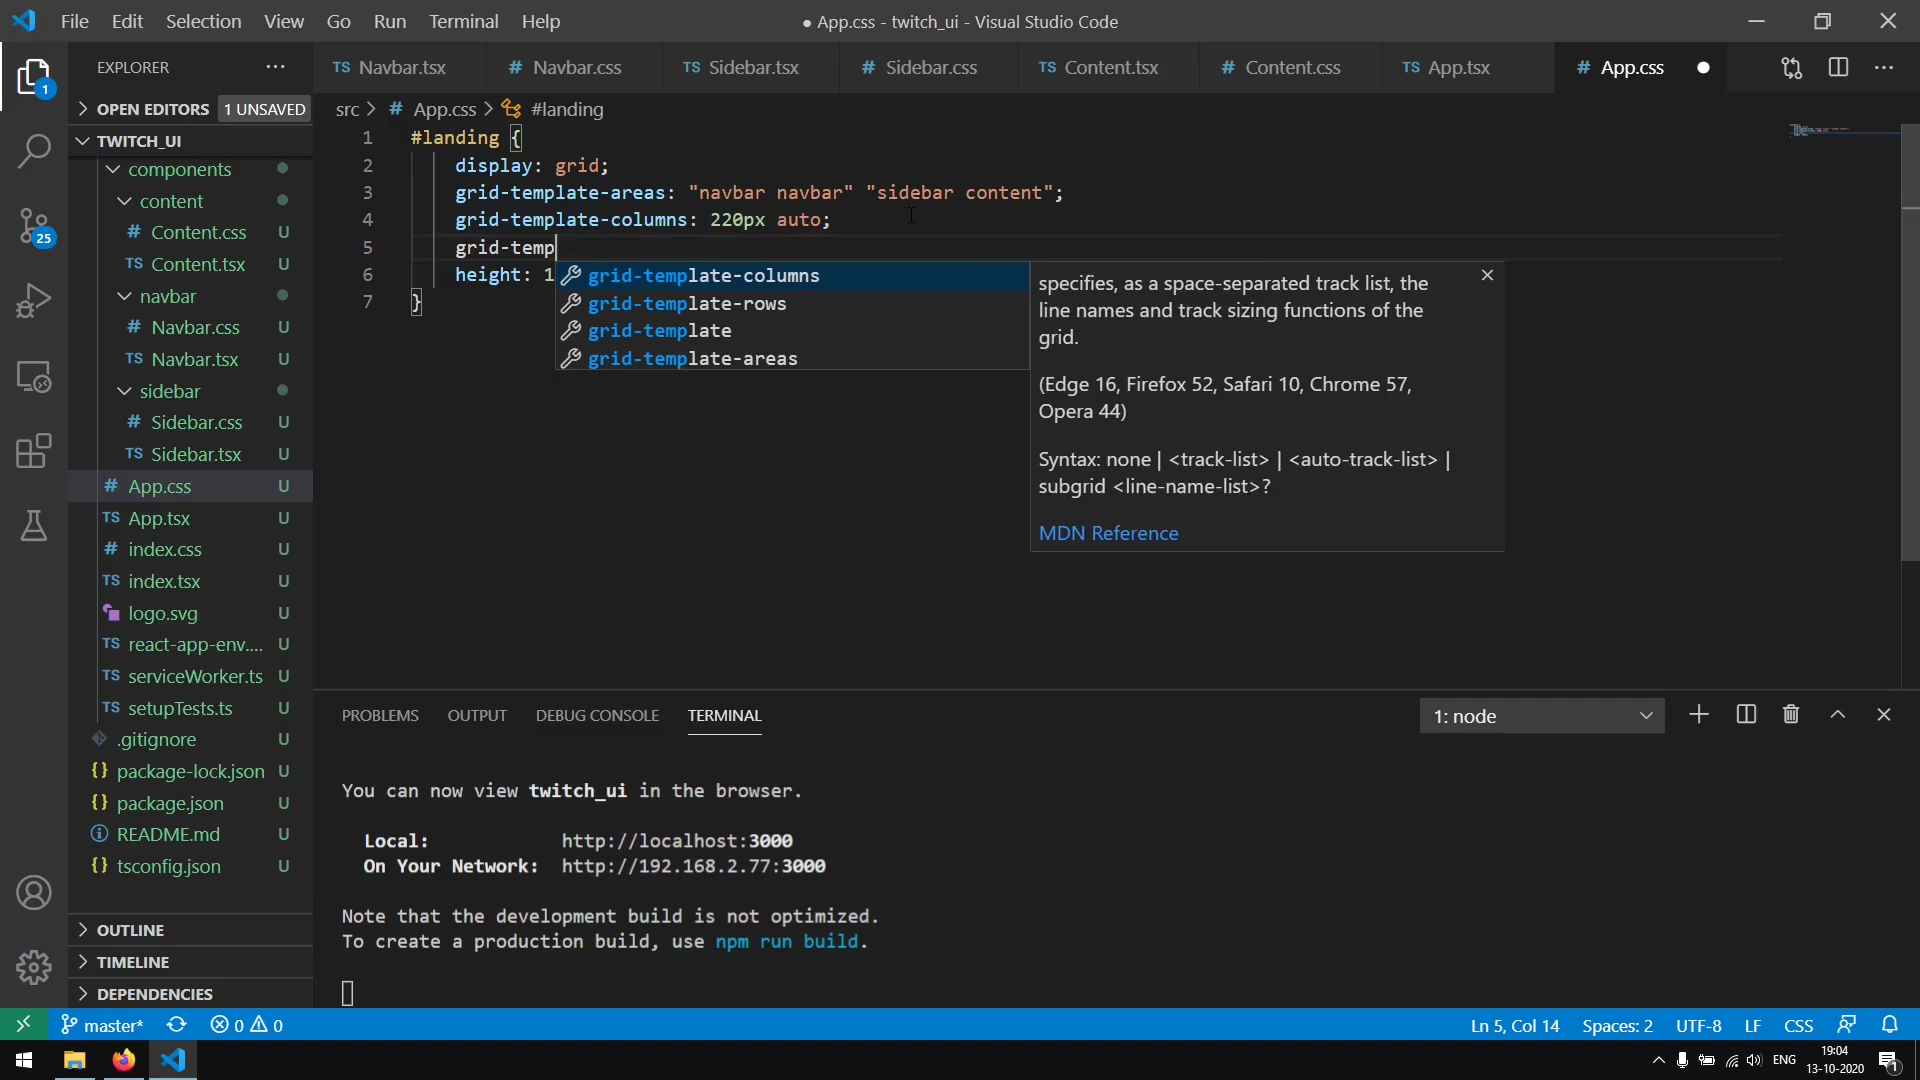 File Edit Selection View Go Run Terminal Help
● App.css - twitch_ui - Visual Studio Code
EXPLORER
OPEN EDITORS 1 UNSAVED
TWITCH_UI
components
content
# Content.css U
TS Content.tsx U
navbar
# Navbar.css U
TS Navbar.tsx U
sidebar
# Sidebar.css U
TS Sidebar.tsx U
# App.css U
TS App.tsx U
# index.css U
TS index.tsx U
logo.svg U
TS react-app-env.... U
TS serviceWorker.ts U
TS setupTests.ts U
.gitignore U
{} package-lock.json U
{} package.json U
README.md U
{} tsconfig.json U
OUTLINE
TIMELINE
DEPENDENCIES
1
25
TS Navbar.tsx # Navbar.css TS Sidebar.tsx # Sidebar.css TS Content.tsx # Content.css TS App.tsx # App.css
src > # App.css > #landing
1 #landing {
2 display: grid;
3 grid-template-areas: "navbar navbar" "sidebar content";
4 grid-template-columns: 220px auto;
5 grid-temp
6 height: 1
7 }
grid-template-columns
grid-template-rows
grid-template
grid-template-areas
specifies, as a space-separated track list, the
line names and track sizing functions of the
grid.
(Edge 16, Firefox 52, Safari 10, Chrome 57,
Opera 44)
Syntax: none | <track-list> | <auto-track-list> |
subgrid <line-name-list>?
MDN Reference
PROBLEMS OUTPUT DEBUG CONSOLE TERMINAL
1: node
You can now view twitch_ui in the browser.
Local: http://localhost:3000
On Your Network: http://192.168.2.77:3000
Note that the development build is not optimized.
To create a production build, use npm run build.
master* 0 0
Ln 5, Col 14 Spaces: 2 UTF-8 LF CSS
ENG
19:04
13-10-2020
1